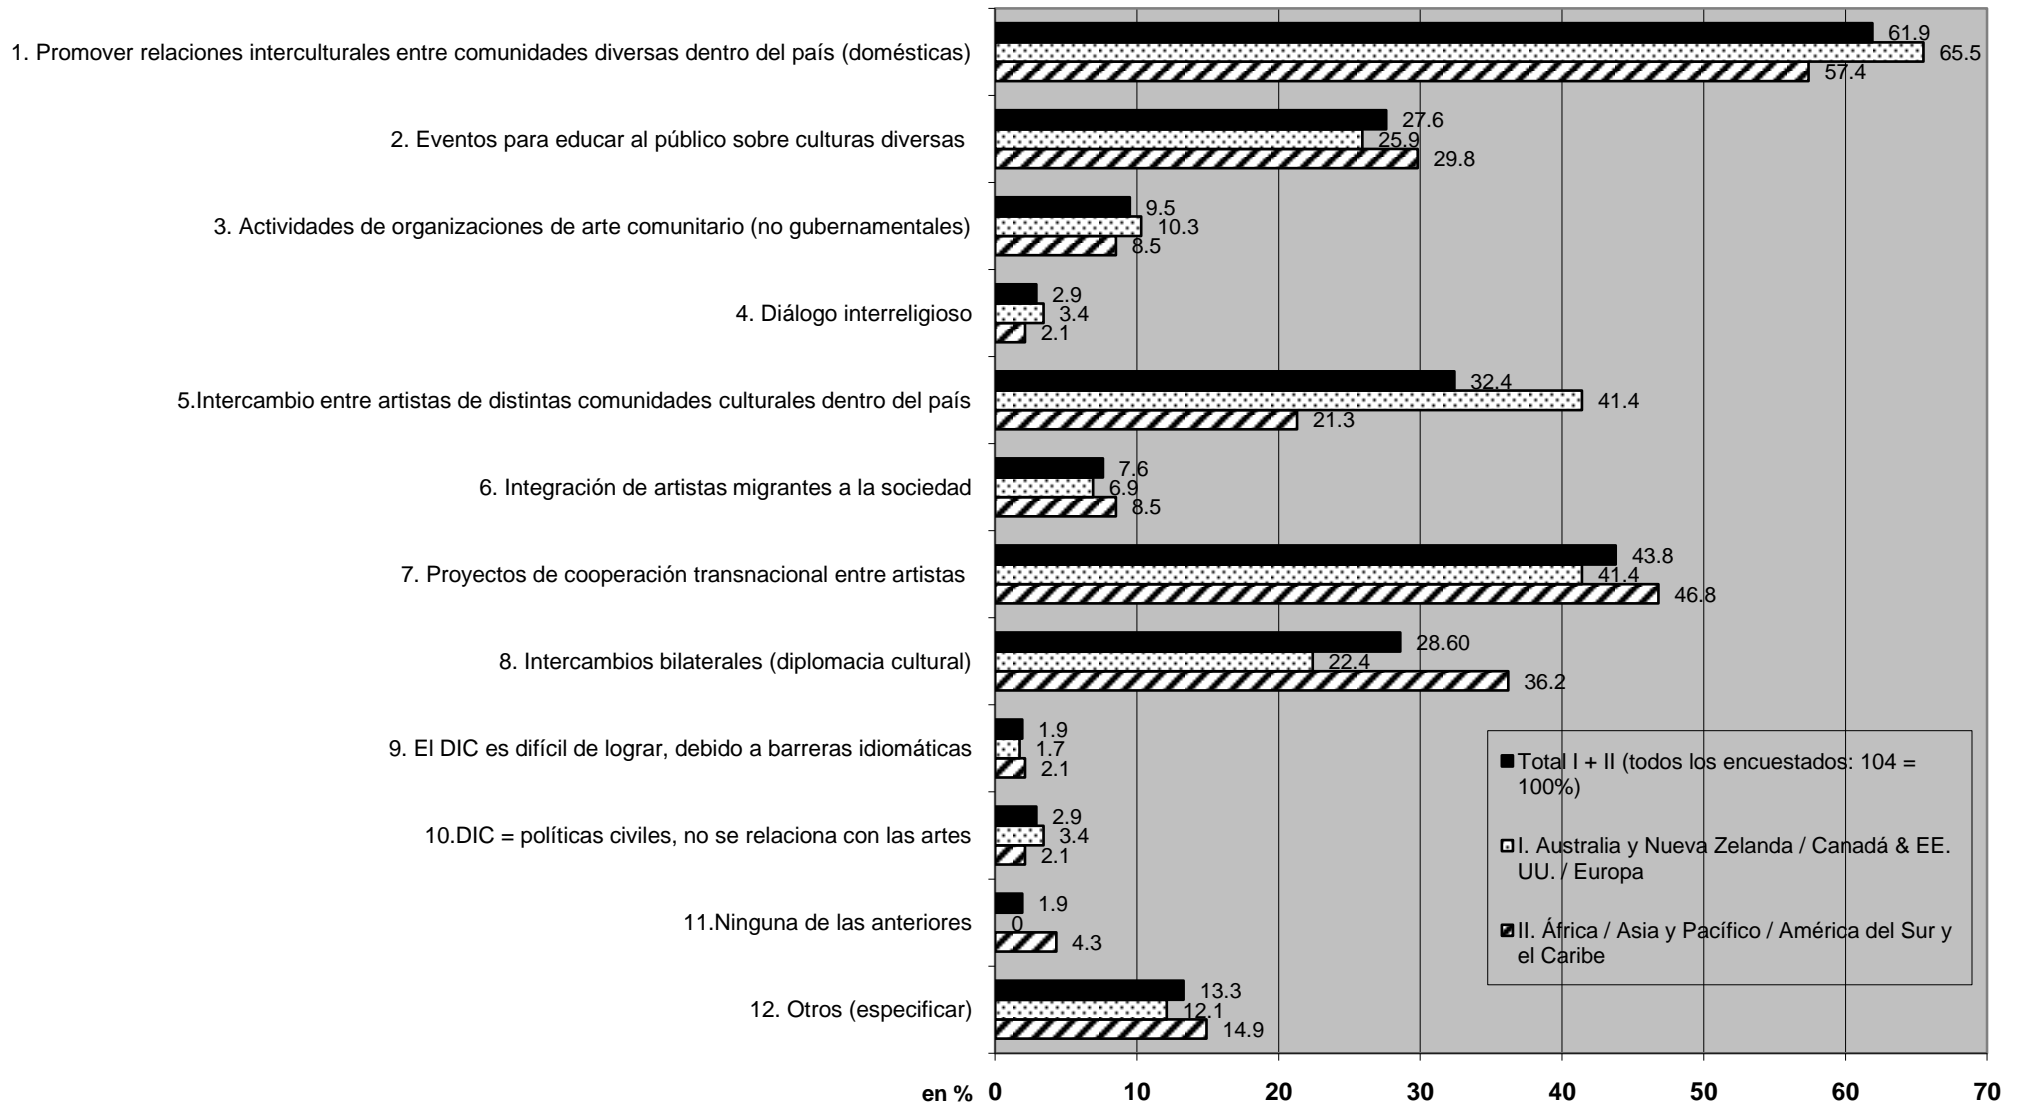 1. Promover relaciones interculturales entre comunidades diversas dentro del país (domésticas)
61.9
65.5
57.4
2. Eventos para educar al público sobre culturas diversas
27.6
25.9
29.8
3. Actividades de organizaciones de arte comunitario (no gubernamentales)
9.5
10.3
8.5
4. Diálogo interreligioso
2.9
3.4
2.1
5.Intercambio entre artistas de distintas comunidades culturales dentro del país
32.4
41.4
21.3
6. Integración de artistas migrantes a la sociedad
7.6
6.9
8.5
7. Proyectos de cooperación transnacional entre artistas
43.8
41.4
46.8
8. Intercambios bilaterales (diplomacia cultural)
28.60
22.4
36.2
9. El DIC es difícil de lograr, debido a barreras idiomáticas
1.9
1.7
2.1
10.DIC = políticas civiles, no se relaciona con las artes
2.9
3.4
2.1
11.Ninguna de las anteriores
1.9
0
4.3
12. Otros (especificar)
13.3
12.1
14.9
Total I + II (todos los encuestados: 104 =
100%)
I. Australia y Nueva Zelanda / Canadá & EE.
UU. / Europa
II. África / Asia y Pacífico / América del Sur y
el Caribe
en % 0 10 20 30 40 50 60 70